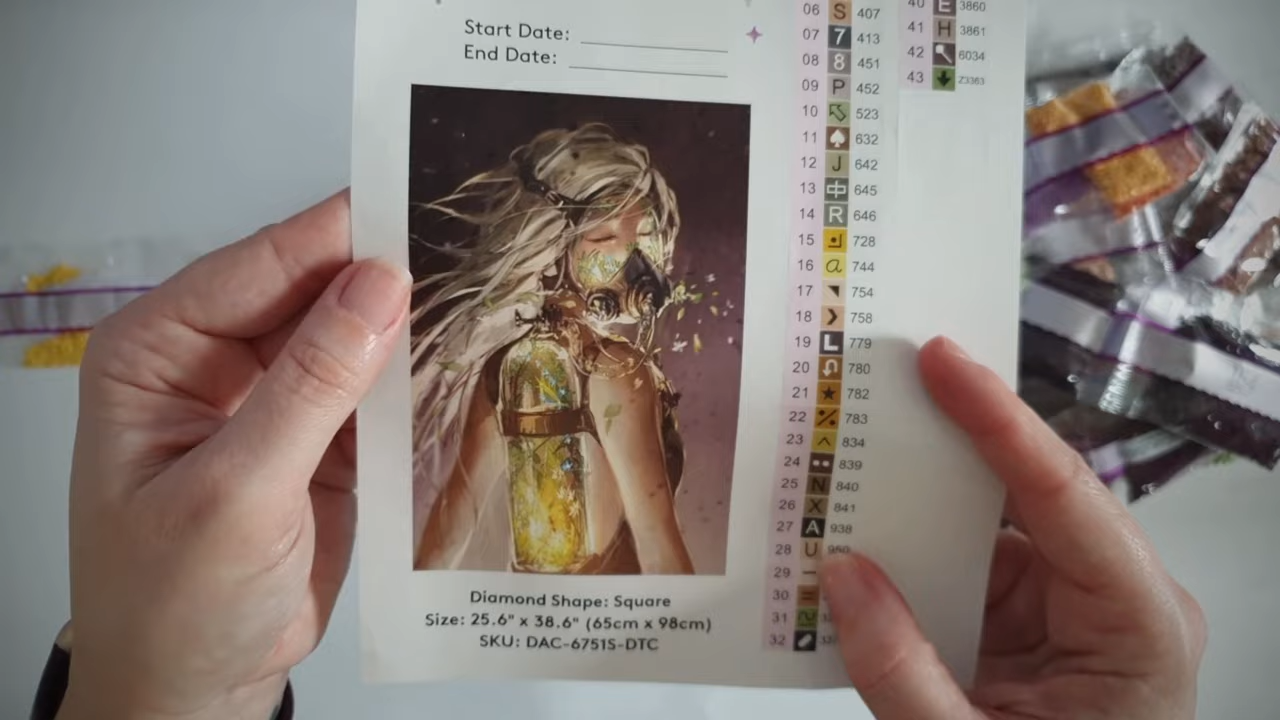 Start Date:
End Date:
Diamond Shape: Square
Size: 25.6" x 38.6" (65cm x 98cm)
SKU: DAC-6751S-DTC
06 S 407
07 7 413
08 8 451
09 P 452
10 523
11 ♠ 632
12 J 642
13 645
14 R 646
15 728
16 a 744
17 754
18 758
19 L 779
20 780
21 ★ 782
22 783
23 834
24 839
25 N 840
26 X 841
27 A 938
28 U
29
30 =
31
32
40 E 3860
41 H 3861
42 6034
43 Z3363